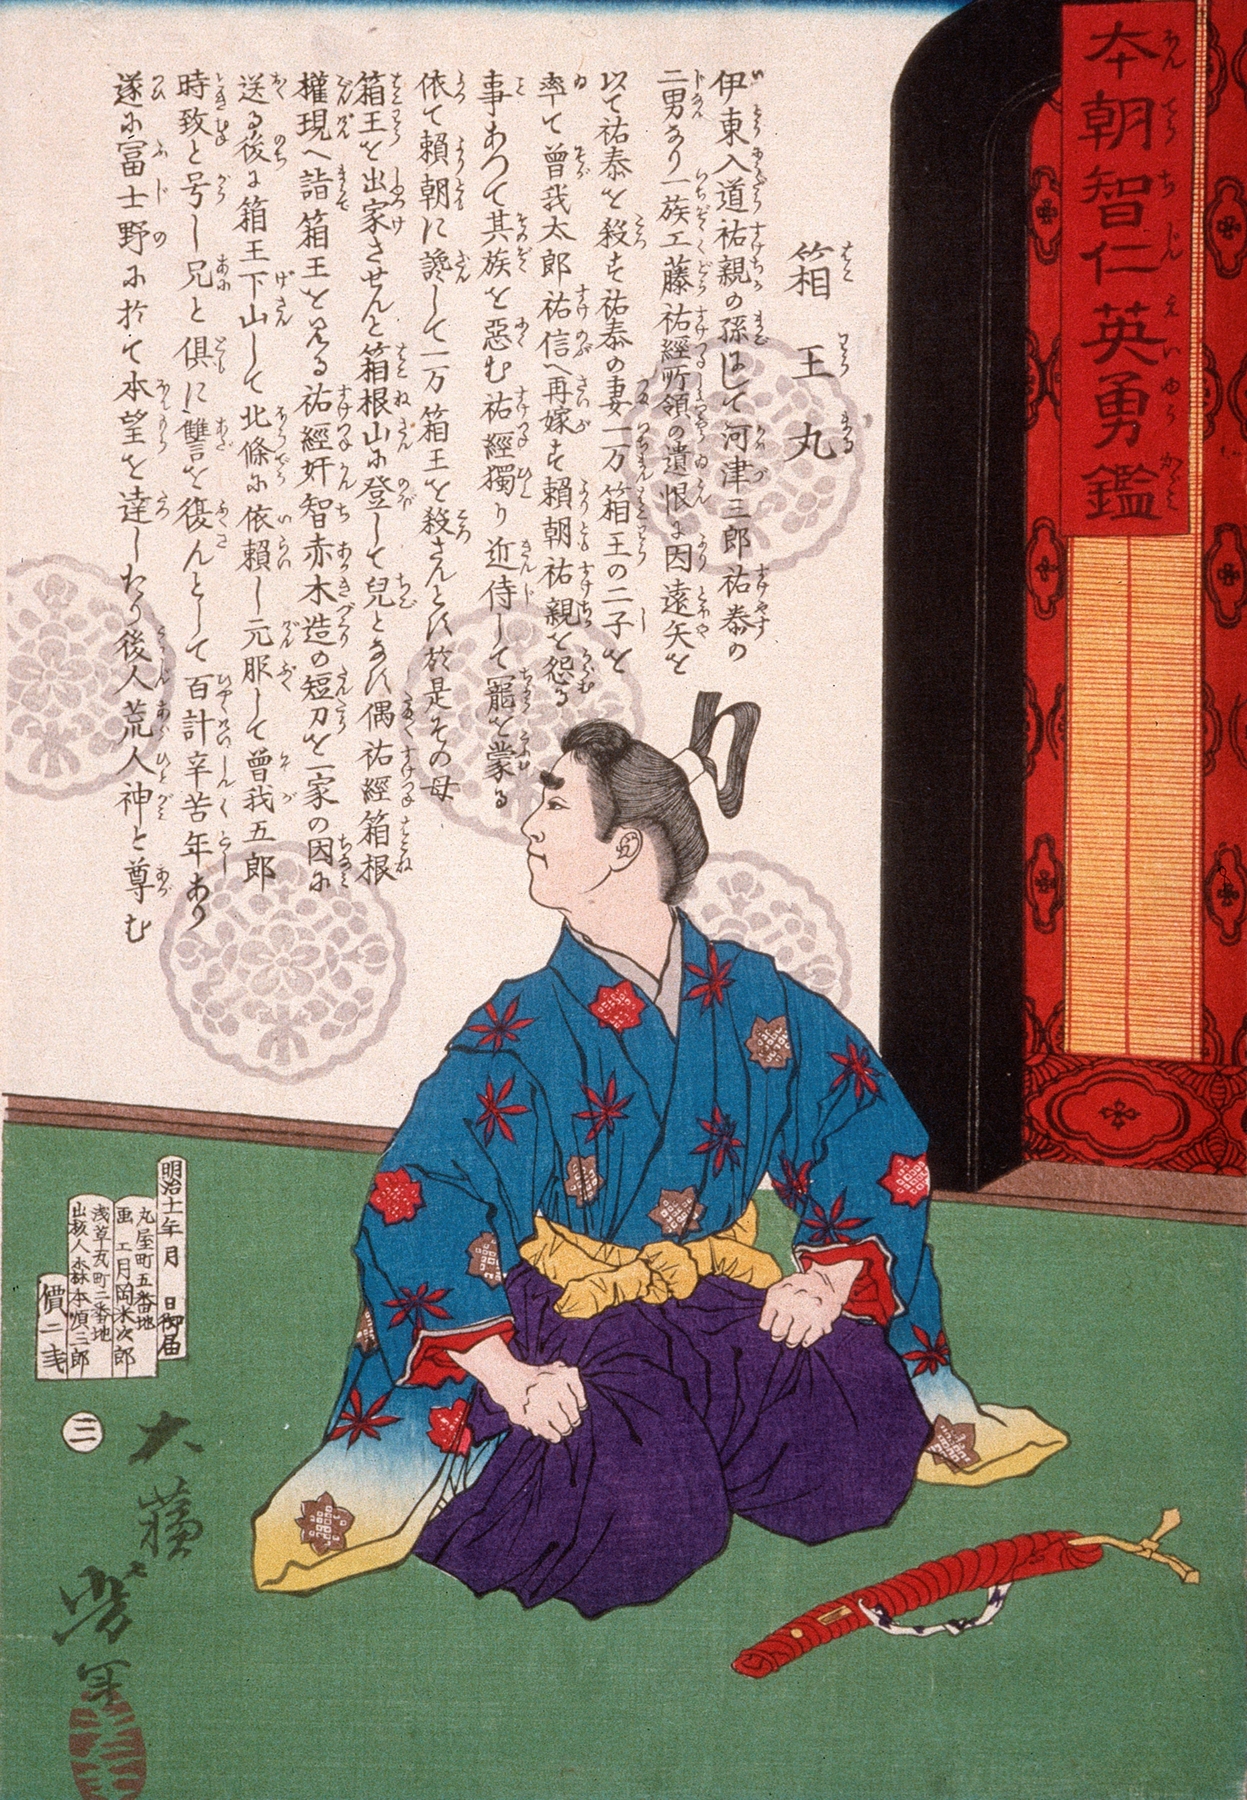 本朝智仁英勇鑑
箱王丸
伊東入道祐親の孫にして河津三郎祐泰の
二男あり一族工藤祐經所領の遺恨に因遠矢を
以て祐泰を殺す祐泰の妻一万箱王の二子を
率て曽我太郎祐信へ再嫁す頼朝祐親を怨る
事あつて其族を惡む祐經獨り近侍して寵を蒙る
依て頼朝に讒して一万箱王を殺さんとす於是その母
箱王を出家させんと箱根山に登して兒となす偶祐經箱根
權現へ詣箱王を見る祐經奸智赤木造の短刀を一家の因に
送る後に箱王下山して北條に依頼し元服して曽我五郎
時致と号し兄と倶に讐を復んとして百計辛苦年あり
遂に冨士野に於て本望を達したり後人荒人神と尊む
明治十一年 月 日御届
丸屋町五番地
画工月岡米次郎
浅草瓦町二番地
出板人森本順三郎
價二戔
三
大蘇
芳年